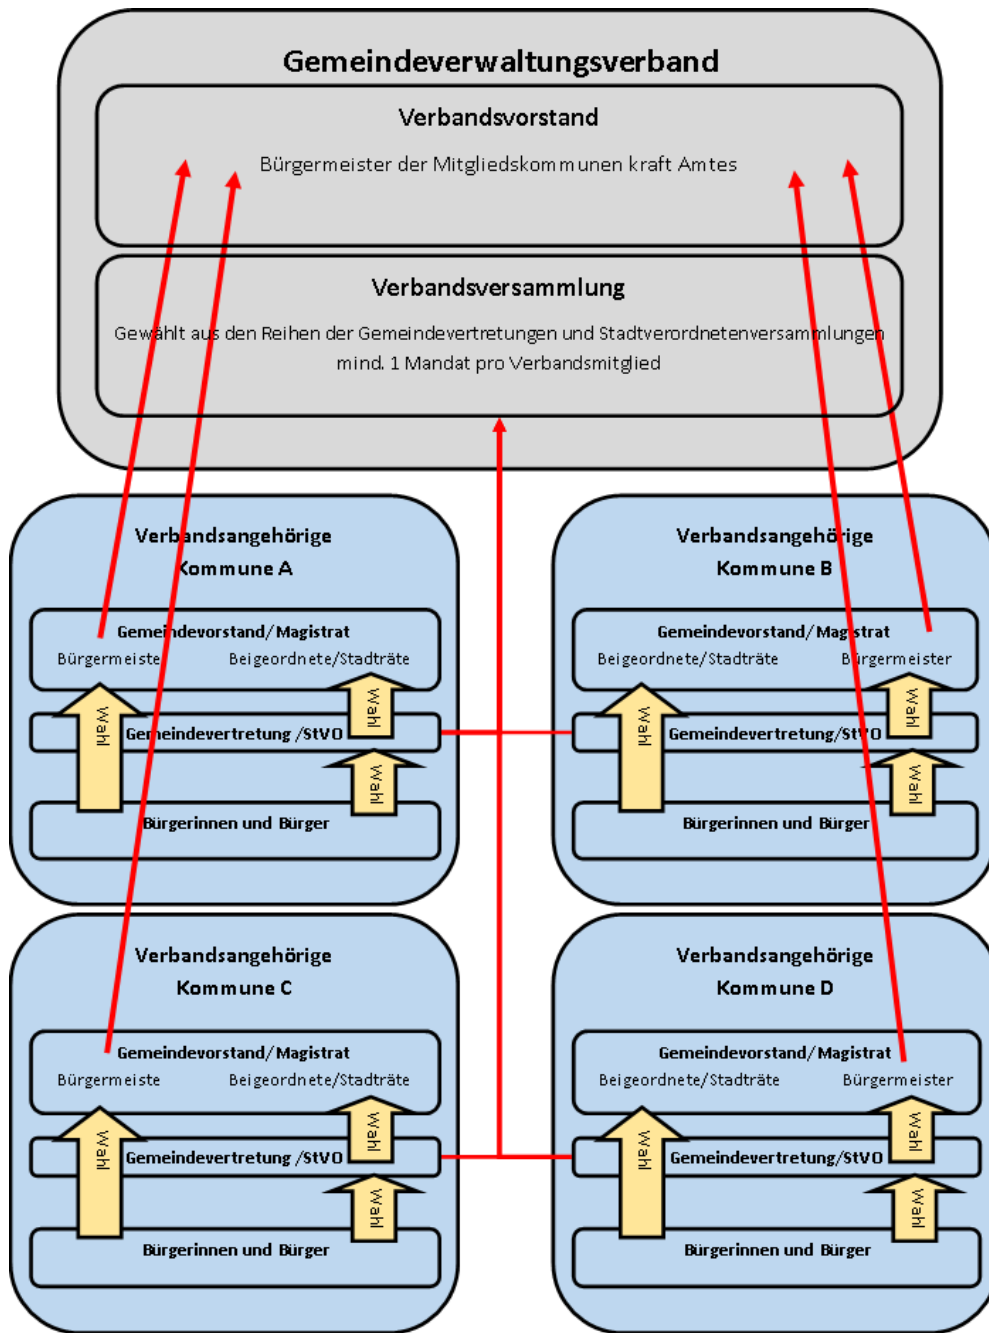 Gemeindeverwaltungsverband
Verbandsvorstand
Bürgermeister der Mitgliedskommunen kraft Amtes
Verbandsversammlung
Gewählt aus den Reihen der Gemeindevertretungen und Stadtverordnetenversammlungen
mind. 1 Mandat pro Verbandsmitglied
Verbandsangehörige
Kommune A
Gemeindevorstand/Magistrat
Bürgermeiste
Beigeordnete/Stadträte
Wahl
Wahl
Gemeindevertretung /StVO
Wahl
Bürgerinnen und Bürger
Verbandsangehörige
Kommune B
Gemeindevorstand/Magistrat
Beigeordnete/Stadträte
Bürgermeister
Wahl
Wahl
Gemeindevertretung/StVO
Wahl
Bürgerinnen und Bürger
Verbandsangehörige
Kommune C
Gemeindevorstand/Magistrat
Bürgermeiste
Beigeordnete/Stadträte
Wahl
Wahl
Gemeindevertretung /StVO
Wahl
Bürgerinnen und Bürger
Verbandsangehörige
Kommune D
Gemeindevorstand/Magistrat
Beigeordnete/Stadträte
Bürgermeister
Wahl
Wahl
Gemeindevertretung/StVO
Wahl
Bürgerinnen und Bürger